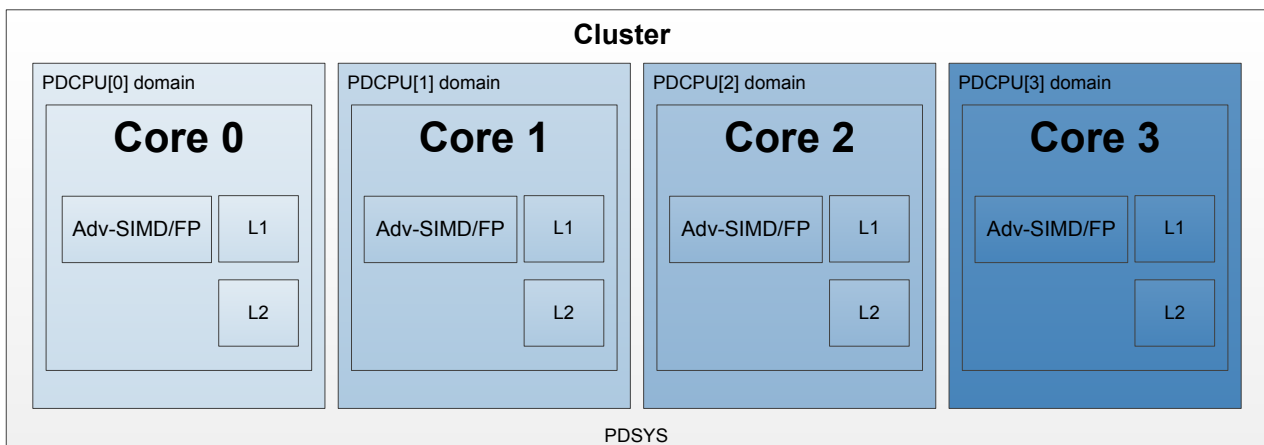 Cluster
PDCPU[0] domain
Core 0
Adv-SIMD/FP
L1
L2
PDCPU[1] domain
Core 1
Adv-SIMD/FP
L1
L2
PDCPU[2] domain
Core 2
Adv-SIMD/FP
L1
L2
PDCPU[3] domain
Core 3
Adv-SIMD/FP
L1
L2
PDSYS